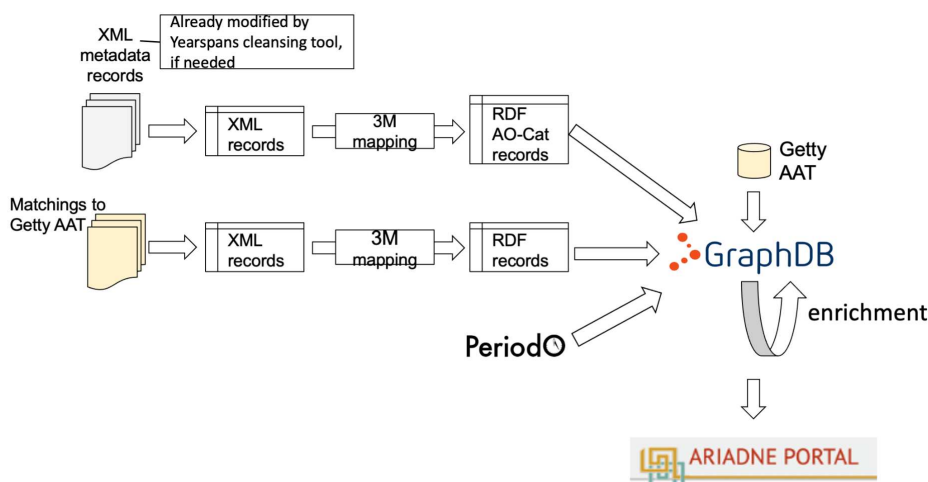 XML
metadata
records
Already modified by
Yearspans cleansing tool,
if needed
XML
records
3M
mapping
RDF
AO-Cat
records
Getty
AAT
Matchings to
Getty AAT
XML
records
3M
mapping
RDF
records
GraphDB
enrichment
PeriodO
ARIADNE PORTAL